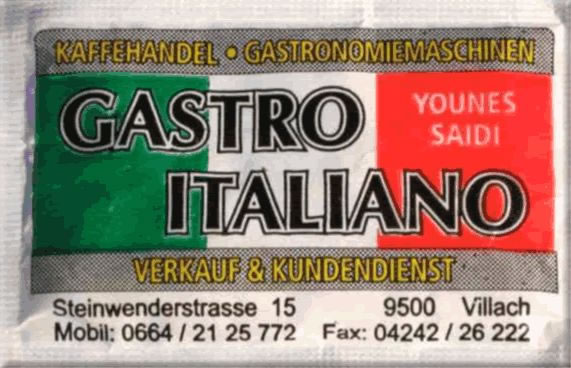 KAFFEHANDEL • GASTRONOMIEMASCHINEN
GASTRO
ITALIANO
YOUNES
SAIDI
VERKAUF & KUNDENDIENST
Steinwenderstrasse 15 9500 Villach
Mobil: 0664 / 21 25 772 Fax: 04242 / 26 222